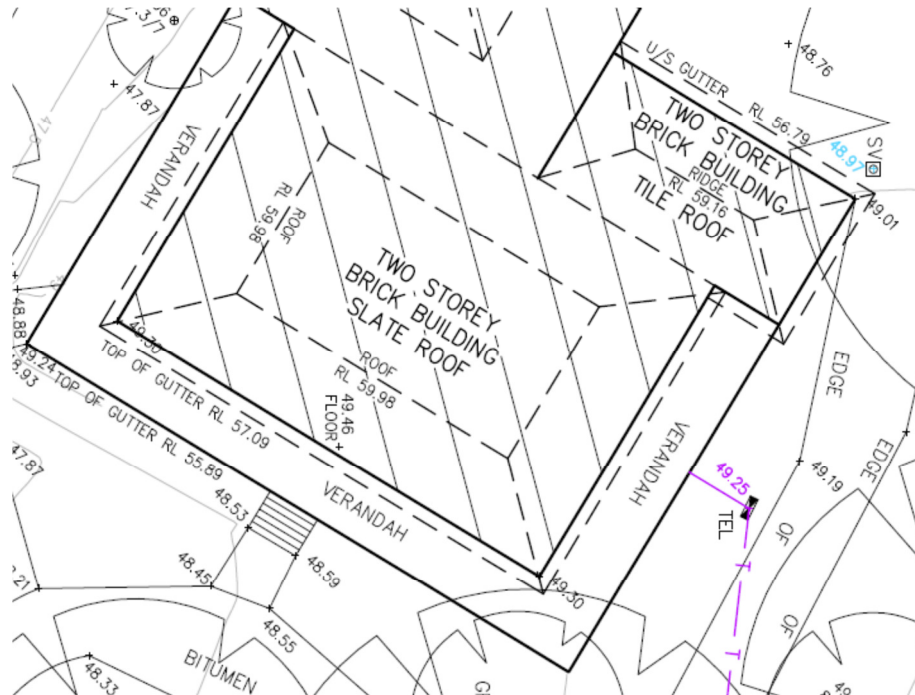 .3/7
47.87
VERANDAH
48.76
U/S GUTTER RL 56.79
TWO STOREY
BRICK BUILDING
RIDGE
RL 59.16
TILE ROOF
48.97
SV
49.01
ROOF
RL 59.98
TWO STOREY
BRICK BUILDING
SLATE ROOF
ROOF
RL 59.98
48.88
49.24
49.30
TOP OF GUTTER RL 57.09
TOP OF GUTTER RL 55.89
49.46
FLOOR
VERANDAH
VERANDAH
EDGE
OF
EDGE
OF
49.19
49.25
TEL
T
T
47.87
48.53
48.59
48.45
48.55
49.30
BITUMEN
48.33